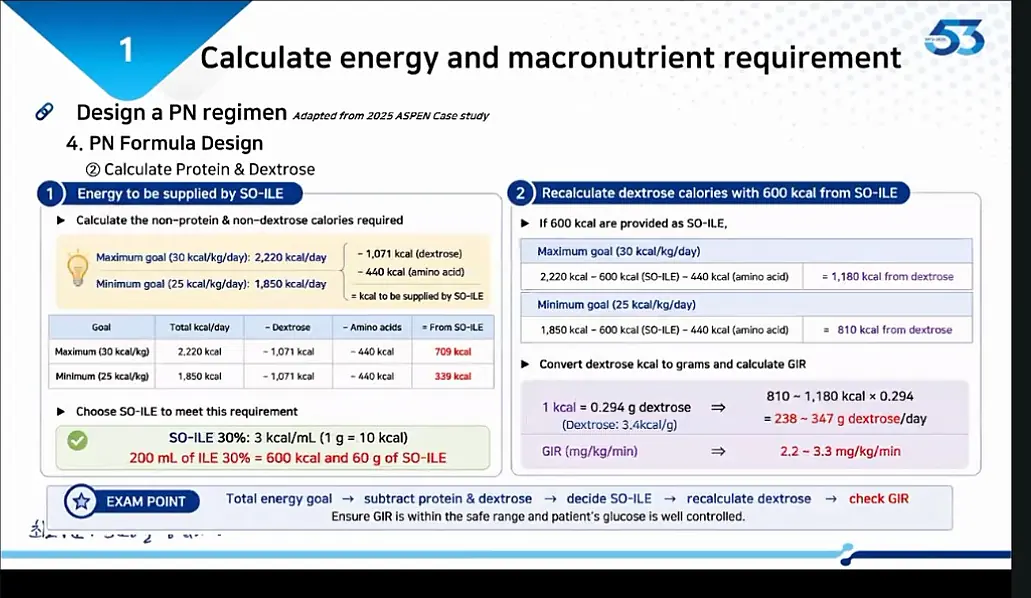 1
Calculate energy and macronutrient requirement
53
Design a PN regimen Adapted from 2025 ASPEN Case study
4. PN Formula Design
② Calculate Protein & Dextrose
1 Energy to be supplied by SO-ILE
▶ Calculate the non-protein & non-dextrose calories required
Maximum goal (30 kcal/kg/day): 2,220 kcal/day
Minimum goal (25 kcal/kg/day): 1,850 kcal/day
− 1,071 kcal (dextrose)
− 440 kcal (amino acid)
= kcal to be supplied by SO-ILE
Goal Total kcal/day − Dextrose − Amino acids = From SO-ILE
Maximum (30 kcal/kg) 2,220 kcal − 1,071 kcal − 440 kcal 709 kcal
Minimum (25 kcal/kg) 1,850 kcal − 1,071 kcal − 440 kcal 339 kcal
▶ Choose SO-ILE to meet this requirement
SO-ILE 30%: 3 kcal/mL (1 g = 10 kcal)
200 mL of ILE 30% = 600 kcal and 60 g of SO-ILE
2 Recalculate dextrose calories with 600 kcal from SO-ILE
▶ If 600 kcal are provided as SO-ILE,
Maximum goal (30 kcal/kg/day)
2,220 kcal − 600 kcal (SO-ILE) − 440 kcal (amino acid) = 1,180 kcal from dextrose
Minimum goal (25 kcal/kg/day)
1,850 kcal − 600 kcal (SO-ILE) − 440 kcal (amino acid) = 810 kcal from dextrose
▶ Convert dextrose kcal to grams and calculate GIR
1 kcal = 0.294 g dextrose ⇒ 810 ~ 1,180 kcal × 0.294
(Dextrose: 3.4kcal/g) = 238 ~ 347 g dextrose/day
GIR (mg/kg/min) ⇒ 2.2 ~ 3.3 mg/kg/min
EXAM POINT
Total energy goal → subtract protein & dextrose → decide SO-ILE → recalculate dextrose → check GIR
Ensure GIR is within the safe range and patient's glucose is well controlled.